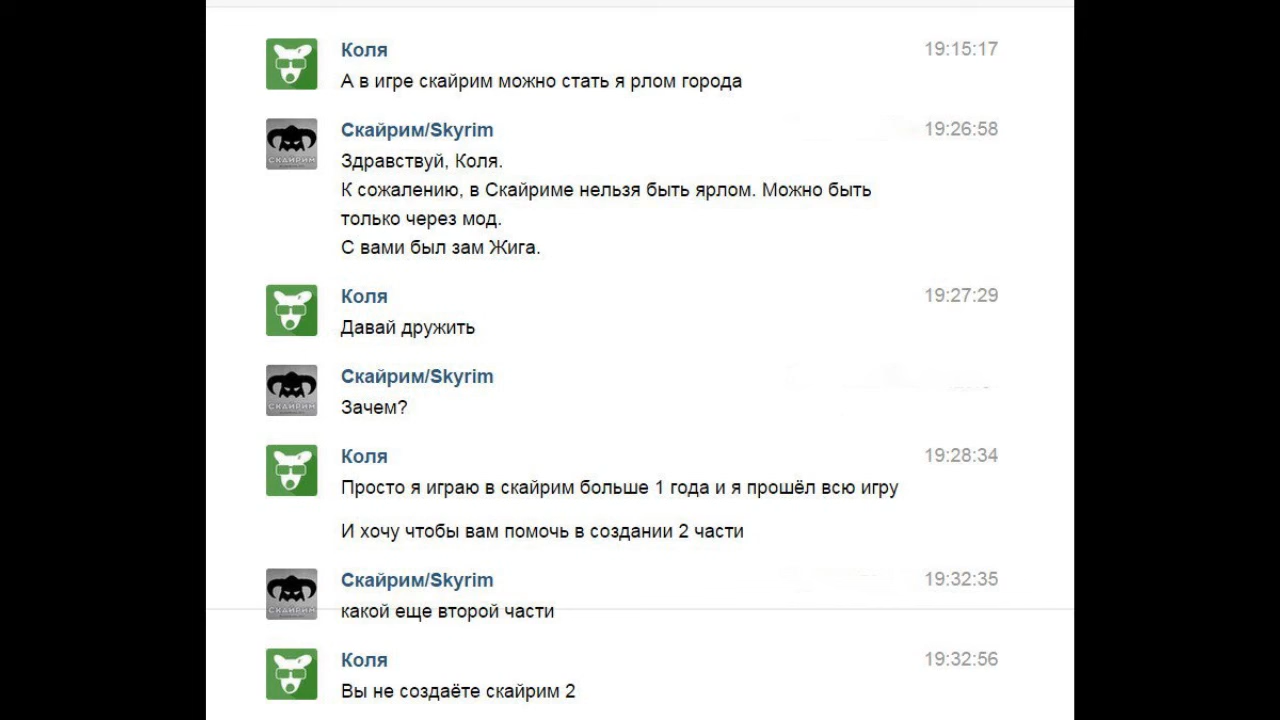 Коля 19:15:17
А в игре скайрим можно стать я рлом города
Скайрим/Skyrim 19:26:58
СКАЙРИМ
Здравствуй, Коля.
К сожалению, в Скайриме нельзя быть ярлом. Можно быть
только через мод.
С вами был зам Жига.
Коля 19:27:29
Давай дружить
Скайрим/Skyrim
СКАЙРИМ
Зачем?
Коля 19:28:34
Просто я играю в скайрим больше 1 года и я прошёл всю игру
И хочу чтобы вам помочь в создании 2 части
Скайрим/Skyrim 19:32:35
СКАЙРИМ
какой еще второй части
Коля 19:32:56
Вы не создаёте скайрим 2